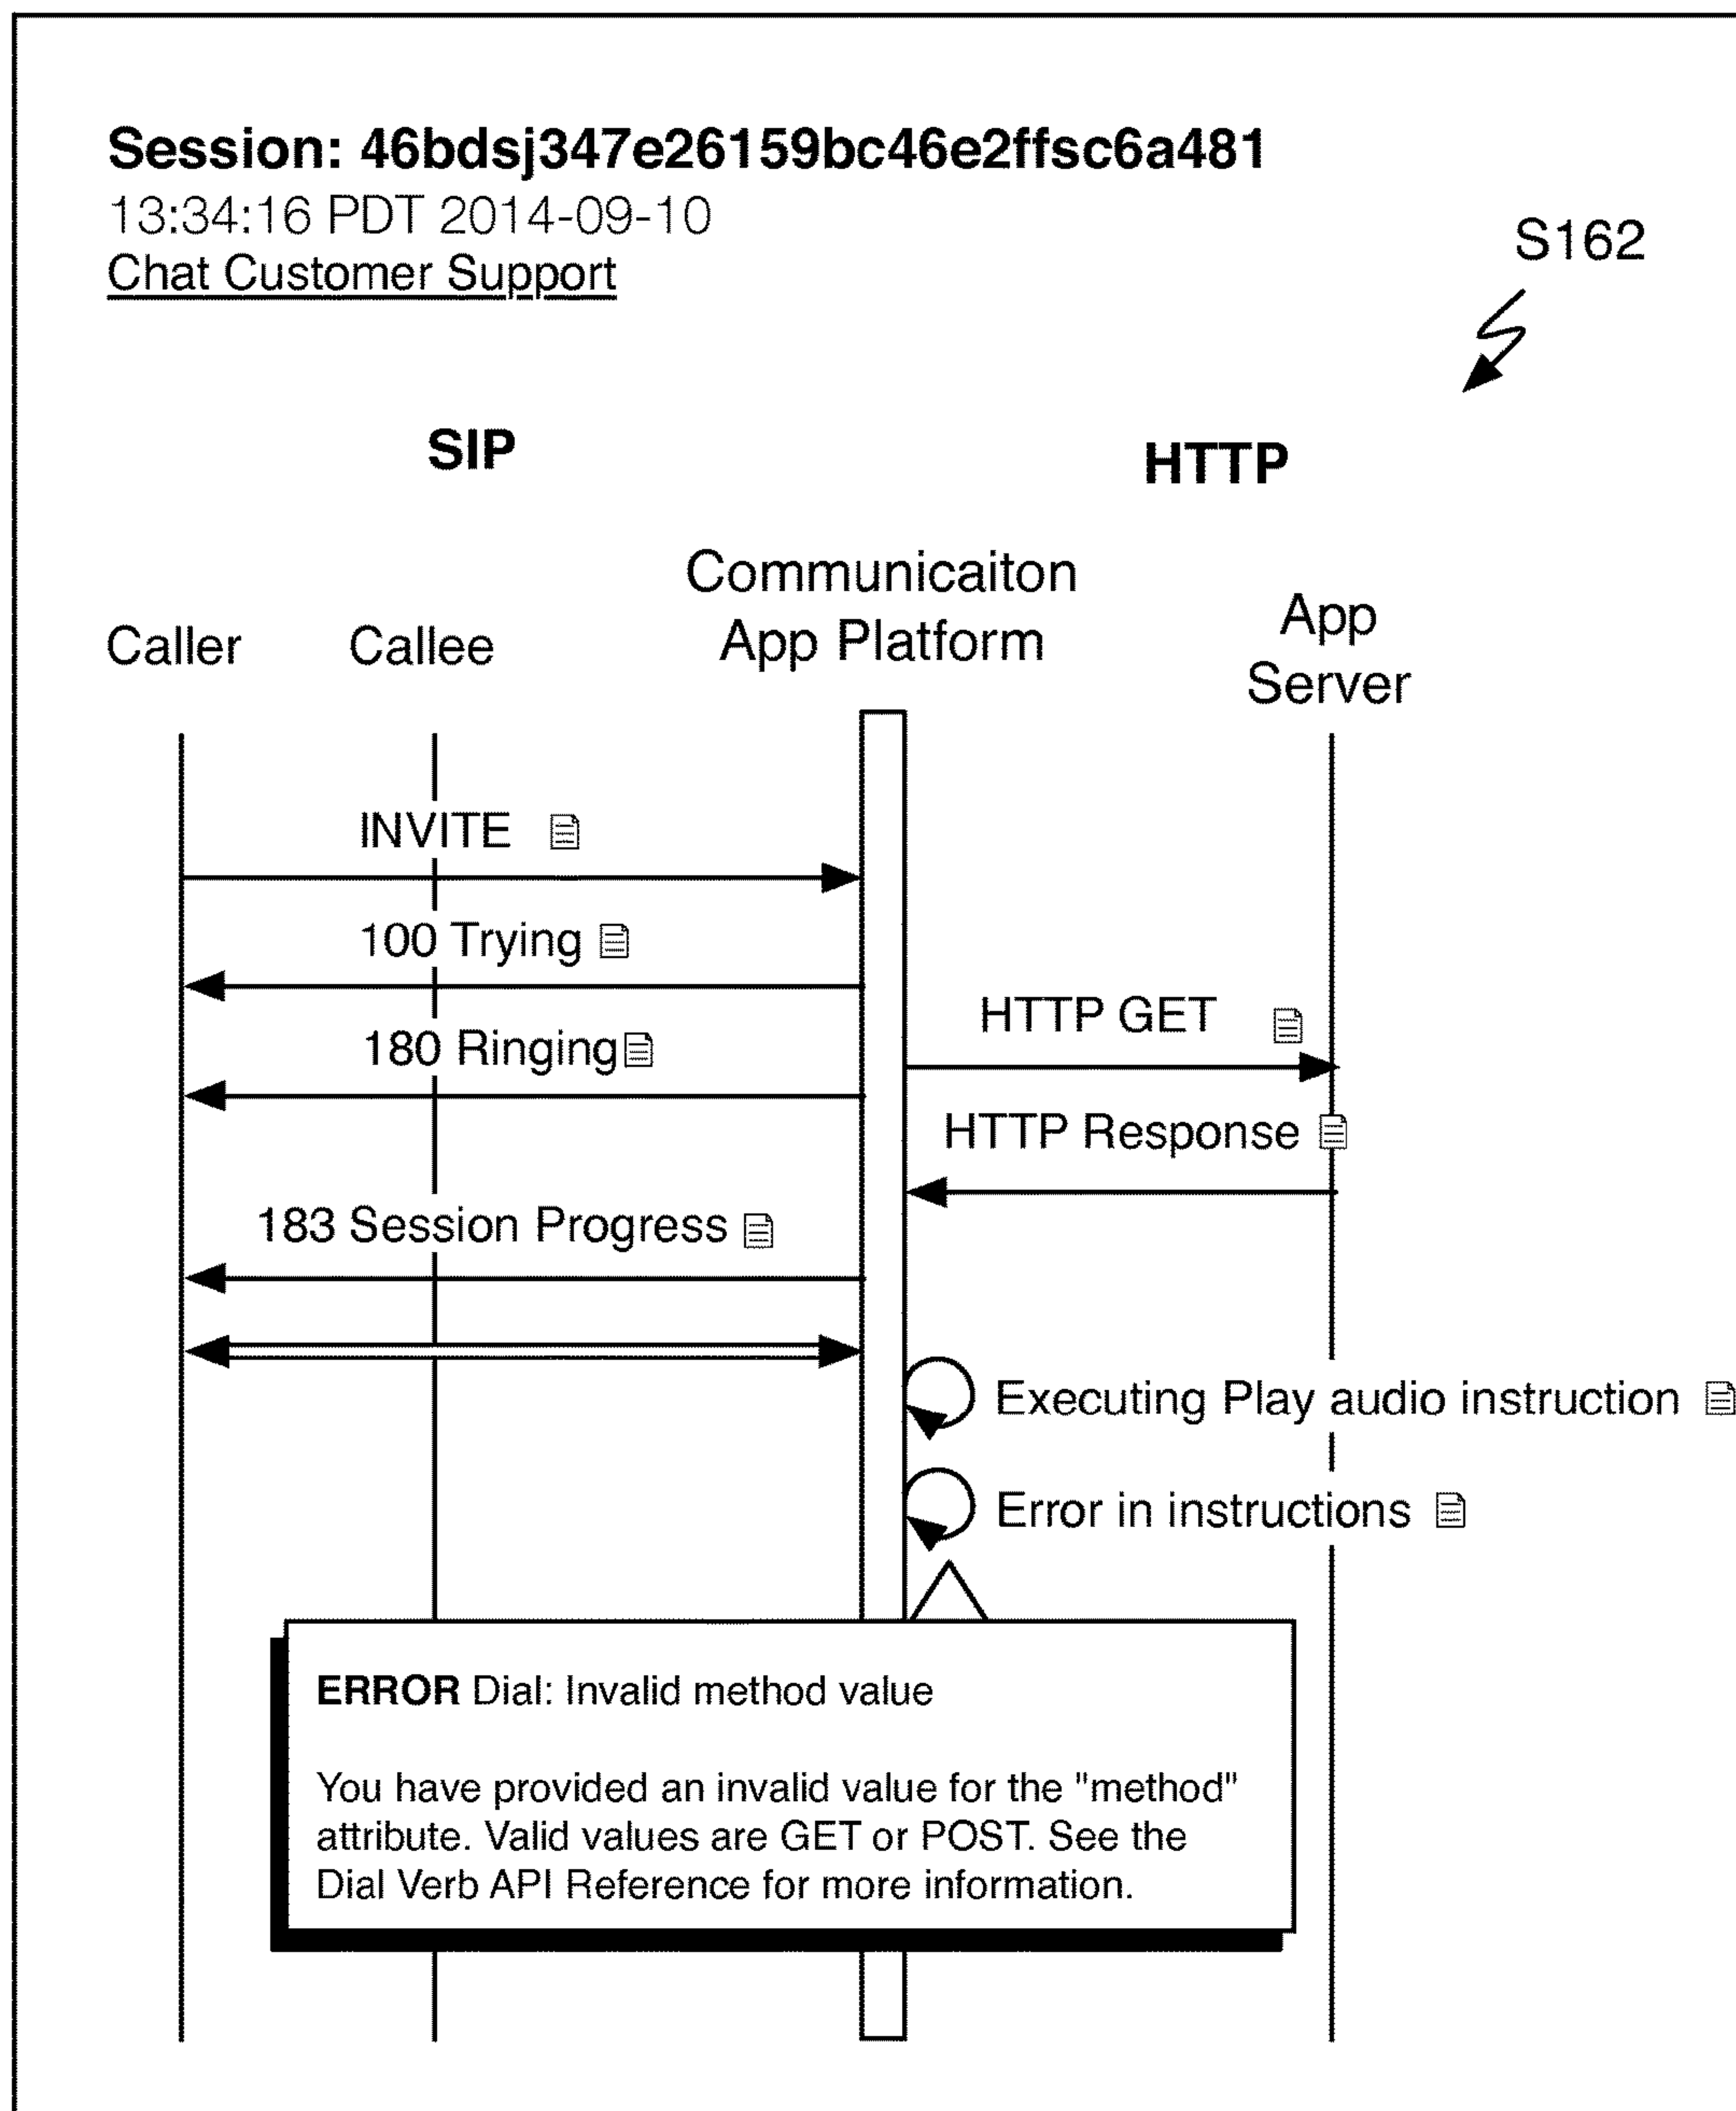 Session: 46bdsj347e26159bc46e2ffsc6a481
13:34:16 PDT 2014-09-10
Chat Customer Support
S162
SIP
HTTP
Caller
Callee
Communicaiton
App Platform
App
Server
INVITE
100 Trying
HTTP GET
180 Ringing
HTTP Response
183 Session Progress
Executing Play audio instruction
Error in instructions
ERROR Dial: Invalid method value
You have provided an invalid value for the "method"
attribute. Valid values are GET or POST. See the
Dial Verb API Reference for more information.